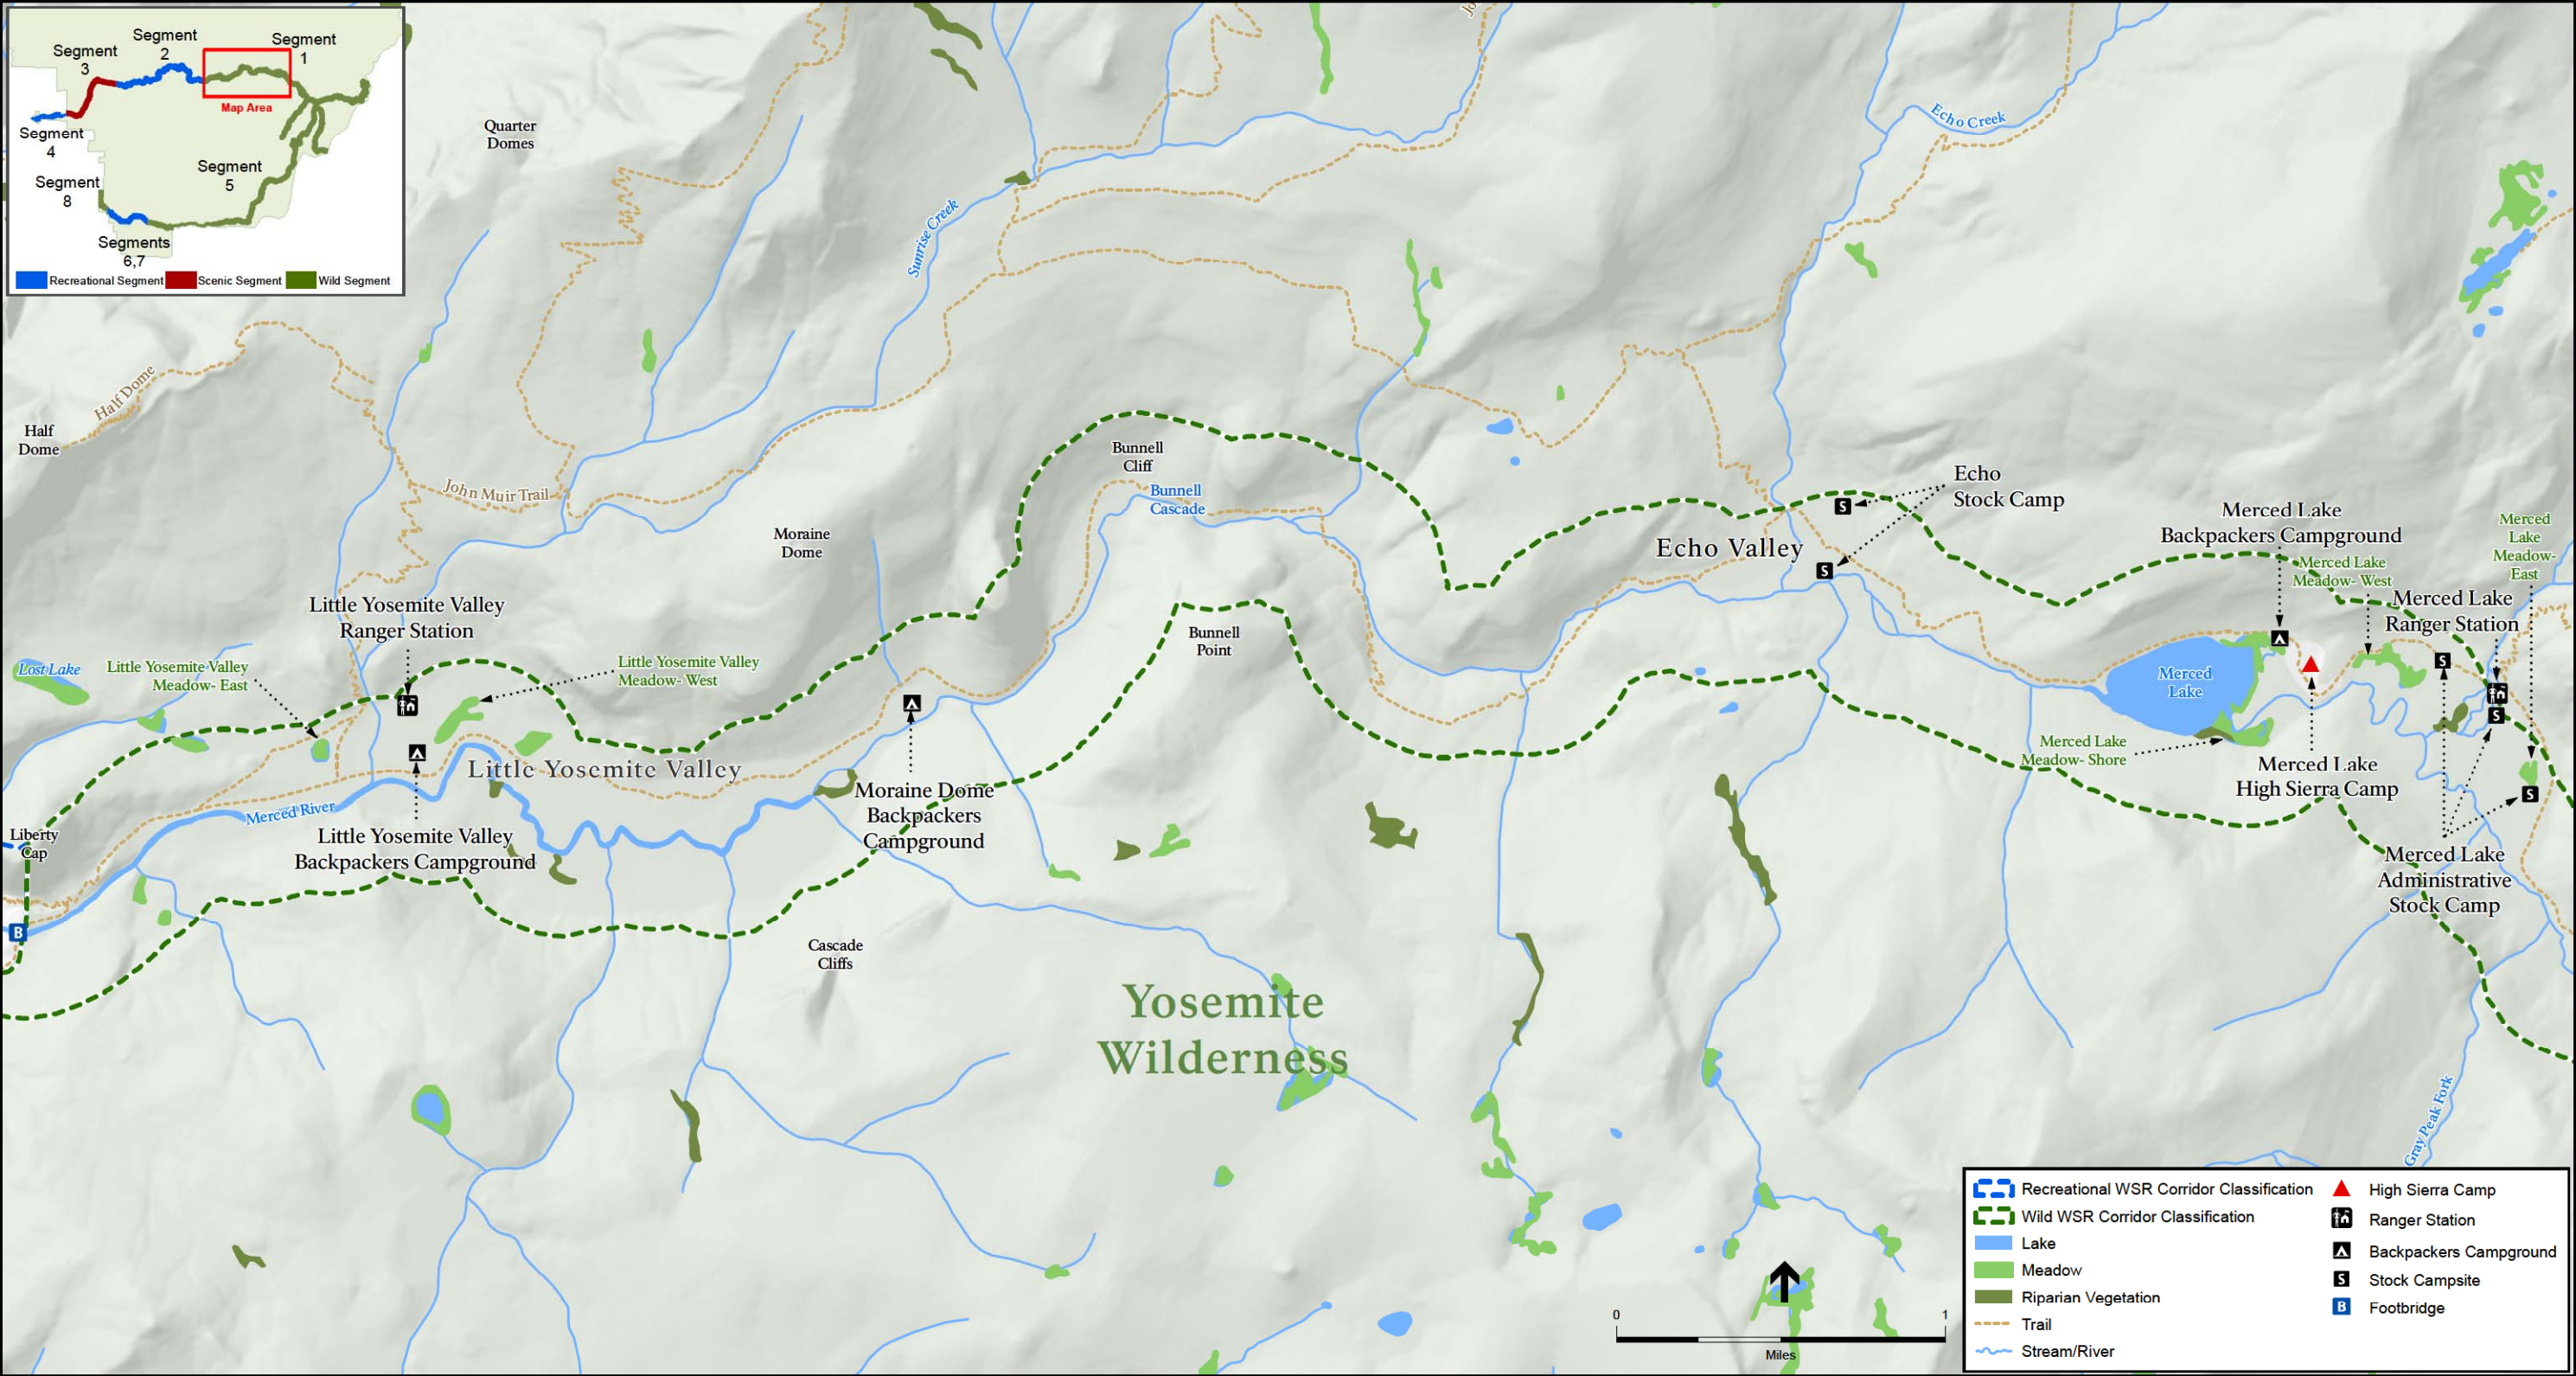 Segment
3
Segment
2
Segment
1
Map Area
Segment
4
Segment
5
Segment
8
Segments
6,7
Recreational Segment
Scenic Segment
Wild Segment
Quarter
Domes
Echo Creek
Sunrise Creek
Half Dome
Half
Dome
John Muir Trail
Bunnell
Cliff
Bunnell
Cascade
Moraine
Dome
Echo
Stock Camp
Echo Valley
Merced Lake
Backpackers Campground
Merced
Lake
Meadow-
East
Merced Lake
Meadow- West
Merced Lake
Ranger Station
Little Yosemite Valley
Ranger Station
Bunnell
Point
Lost Lake
Little Yosemite Valley
Meadow- East
Little Yosemite Valley
Meadow- West
Merced
Lake
Merced Lake
Meadow- Shore
Merced Lake
High Sierra Camp
Little Yosemite Valley
Moraine Dome
Backpackers
Campground
Merced River
Liberty
Cap
Little Yosemite Valley
Backpackers Campground
Merced Lake
Administrative
Stock Camp
S
S
S
S
S
B
Cascade
Cliffs
Yosemite
Wilderness
Gray Peak Fork
0
1
Miles
Recreational WSR Corridor Classification
Wild WSR Corridor Classification
Lake
Meadow
Riparian Vegetation
Trail
Stream/River
High Sierra Camp
Ranger Station
Backpackers Campground
S
Stock Campsite
B
Footbridge